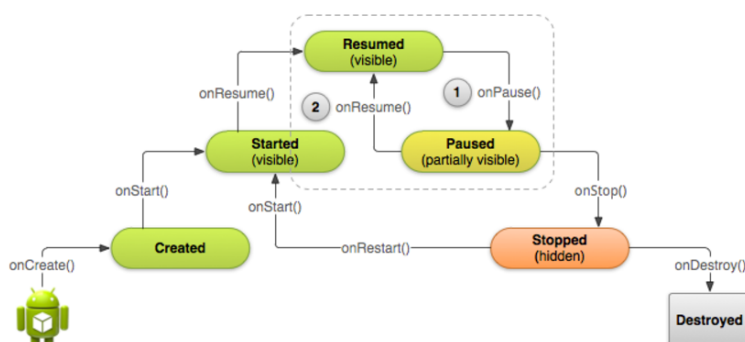 Resumed
(visible)
onResume()
2
onResume()
1
onPause()
Started
(visible)
Paused
(partially visible)
onStart()
onStart()
onStop()
Created
onRestart()
Stopped
(hidden)
onCreate()
onDestroy()
Destroyed